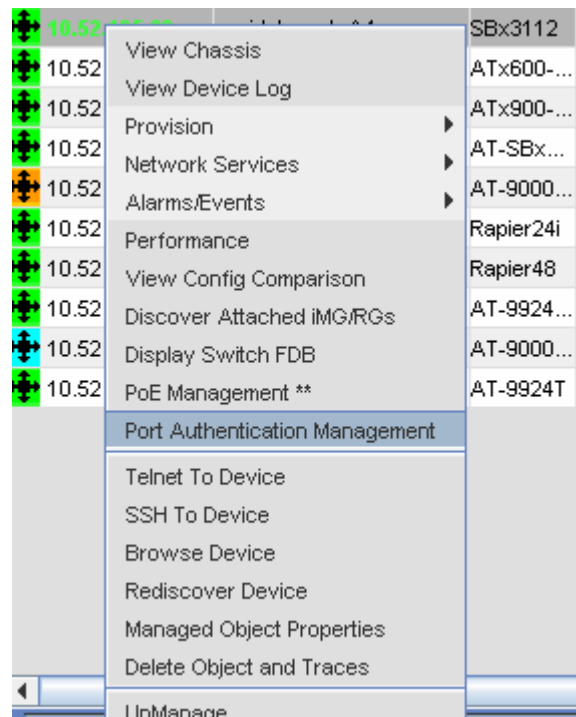 SBx3112
View Chassis
10.52 ATx600-...
View Device Log
10.52 ATx900-...
Provision
10.52 AT-SBx...
Network Services
10.52 AT-9000...
Alarms/Events
10.52 Rapier24i
Performance
10.52 Rapier48
View Config Comparison
10.52 AT-9924...
Discover Attached iMG/RGs
10.52 AT-9000...
Display Switch FDB
10.52 AT-9924T
PoE Management **
Port Authentication Management
Telnet To Device
SSH To Device
Browse Device
Rediscover Device
Managed Object Properties
Delete Object and Traces
UnManage